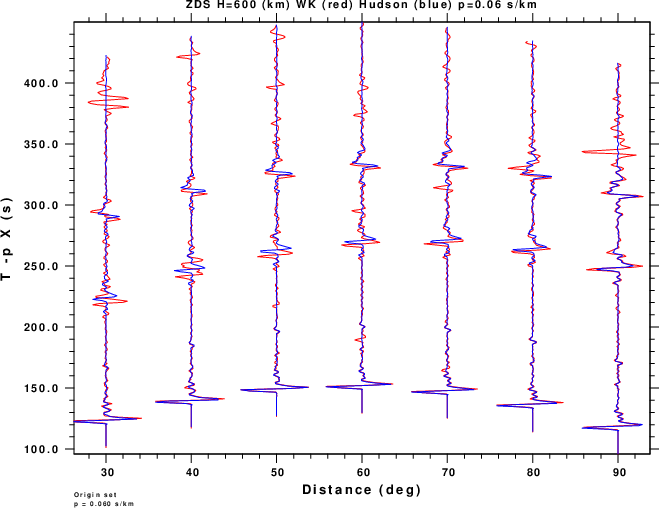 ZDS H=600 (km) WK (red) Hudson (blue) p=0.06 s/km
400.0
350.0
300.0
250.0
200.0
150.0
100.0
T -p X (s)
30 40 50 60 70 80 90
Distance (deg)
Origin set
p = 0.060 s/km